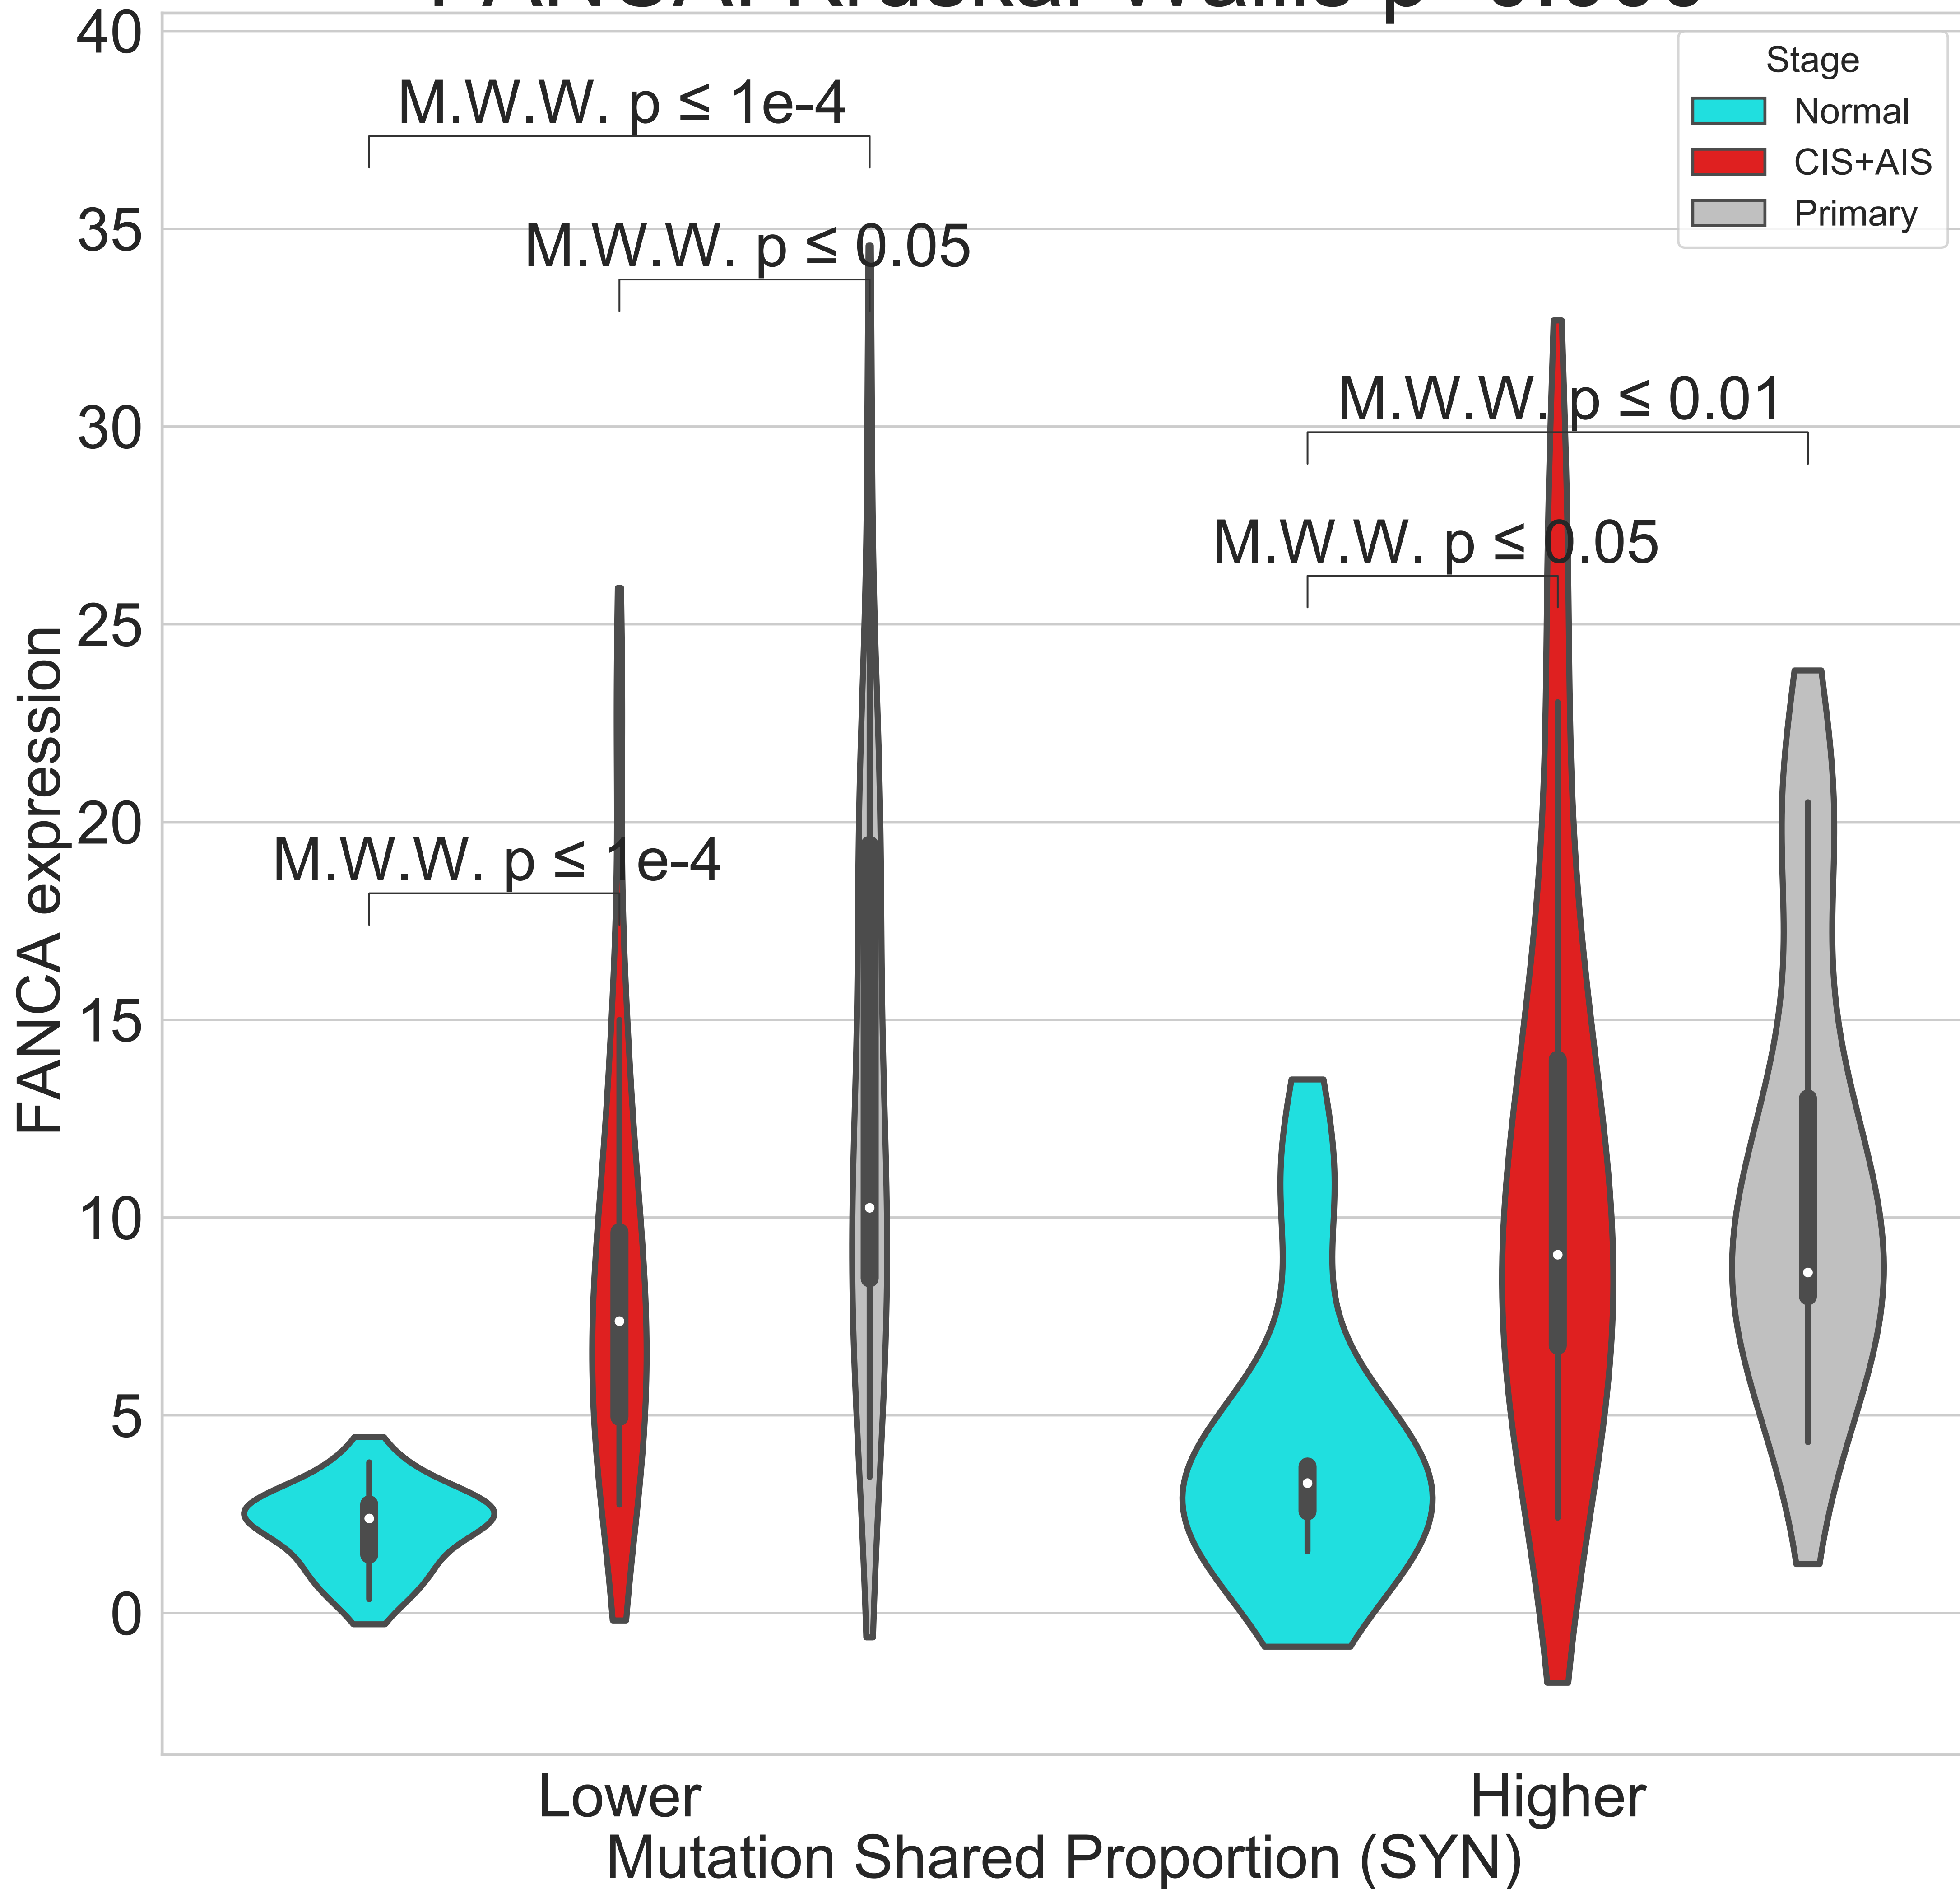 40
M.W.W. p ≤ 1e-4
Stage
Normal
CIS+AIS
Primary
35
M.W.W. p ≤ 0.05
30
M.W.W. p ≤ 0.01
M.W.W. p ≤ 0.05
25
FANCA expression
20
M.W.W. p ≤ 1e-4
15
10
5
0
Lower
Higher
Mutation Shared Proportion (SYN)